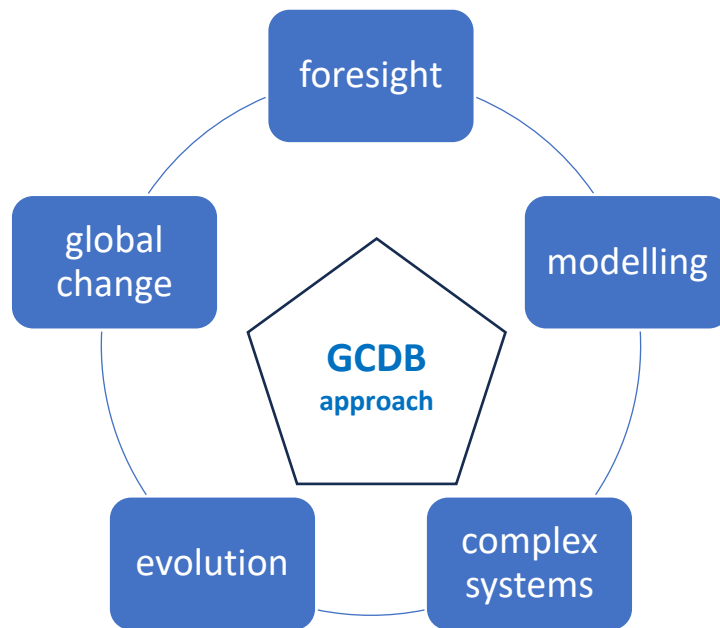 foresight
global
change
modelling
GCDB
approach
evolution
complex
systems